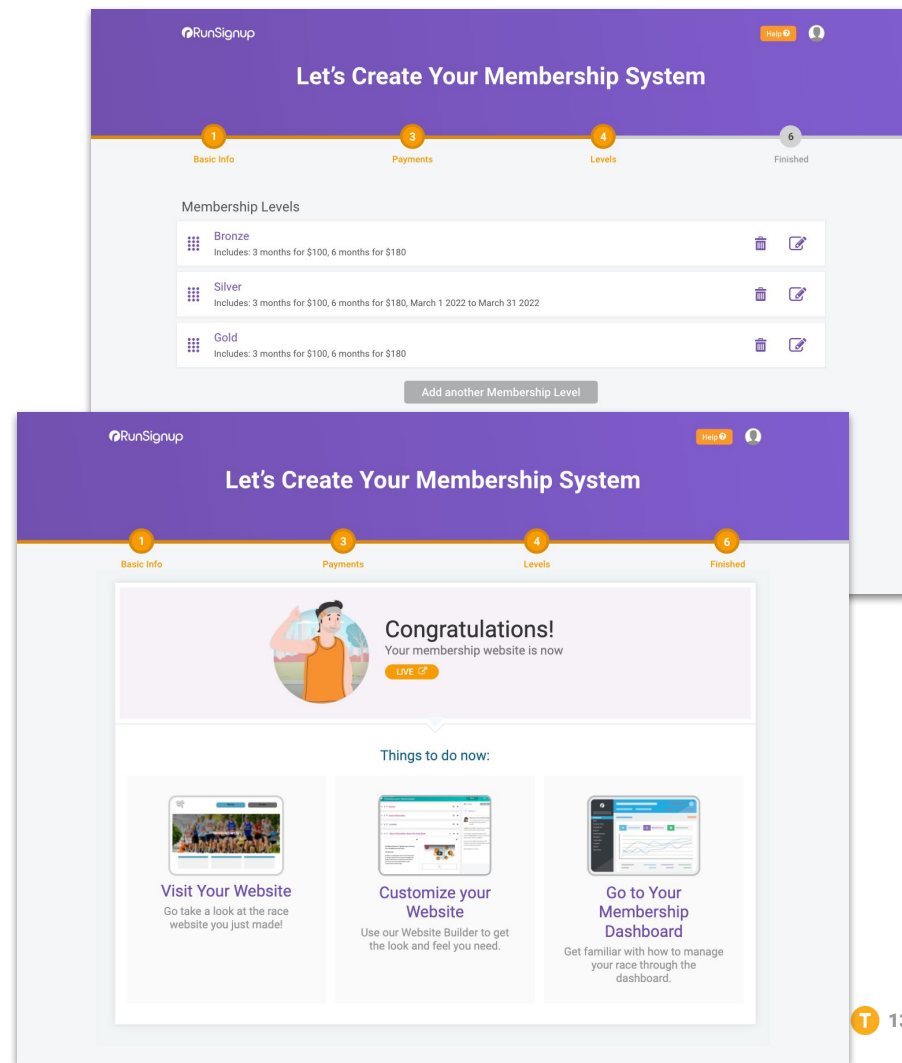 RunSignup
Help
Let's Create Your Membership System
1
3
4
6
Basic Info
Payments
Levels
Finished
Membership Levels
Bronze
Includes: 3 months for $100, 6 months for $180
Silver
Includes: 3 months for $100, 6 months for $180, March 1 2022 to March 31 2022
Gold
Includes: 3 months for $100, 6 months for $180
Add another Membership Level
RunSignup
Help
Let's Create Your Membership System
1
3
4
6
Basic Info
Payments
Levels
Finished
Congratulations!
Your membership website is now
LIVE
Things to do now:
Visit Your Website
Go take a look at the race
website you just made!
Customize your
Website
Use our Website Builder to get
the look and feel you need.
Go to Your
Membership
Dashboard
Get familiar with how to manage
your race through the
dashboard.
T